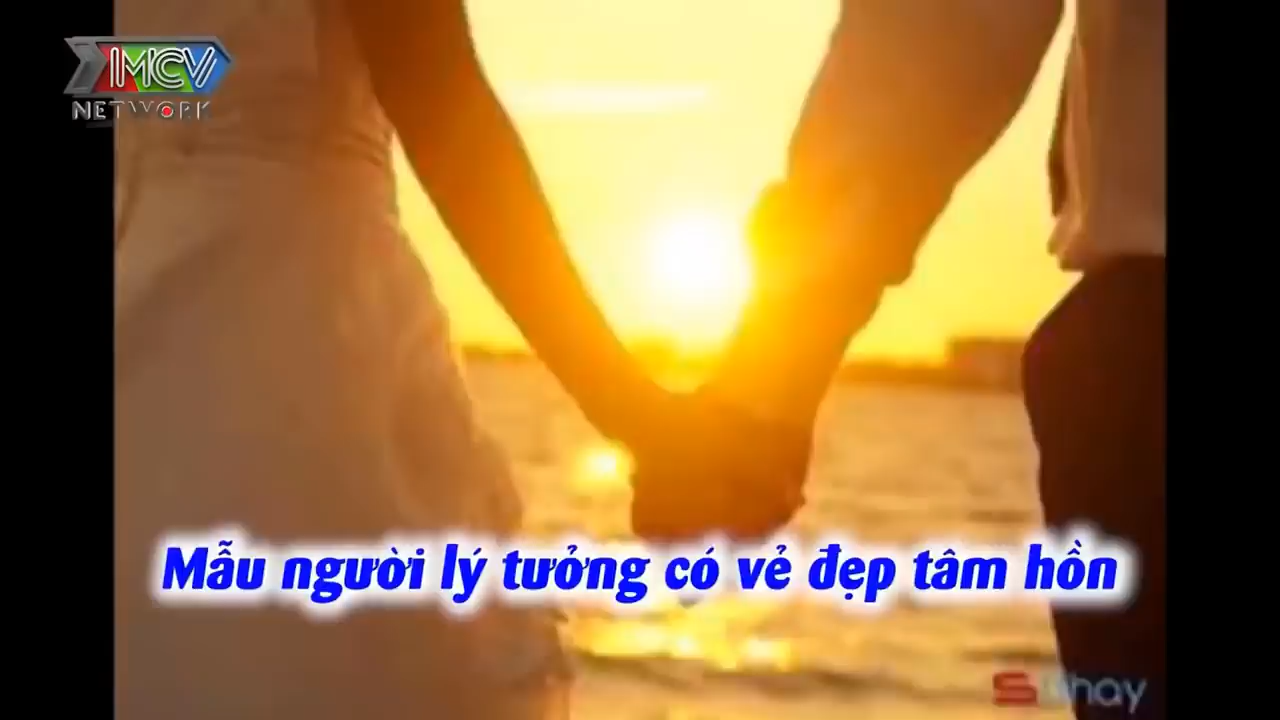 MCV
NETWORK
Mẫu người lý tưởng có vẻ đẹp tâm hồn